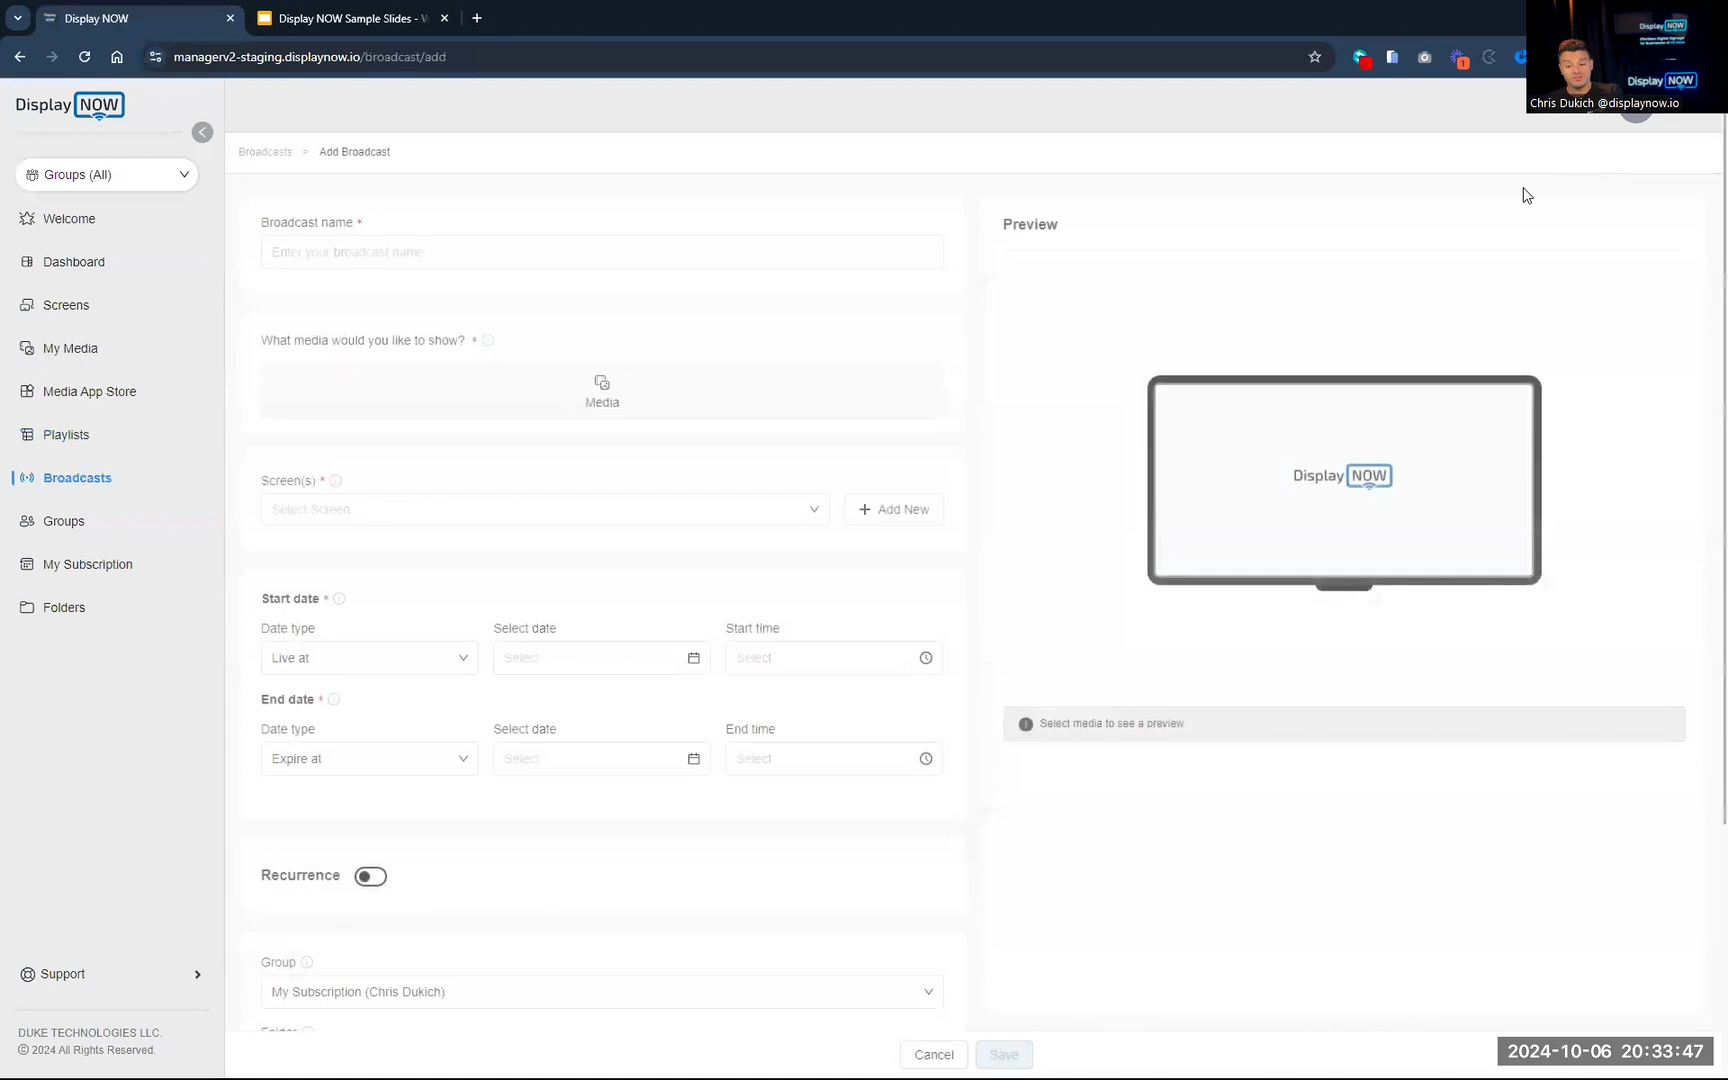 Display NOW
Display NOW Sample Slides -
managerv2-staging.displaynow.io/broadcast/add
Display NOW
Display NOW
Chris Dukich @displaynow.io
Display NOW
Groups (All)
Welcome
Dashboard
Screens
My Media
Media App Store
Playlists
Broadcasts
Groups
My Subscription
Folders
Support
DUKE TECHNOLOGIES LLC.
© 2024 All Rights Reserved.
Broadcasts > Add Broadcast
Broadcast name *
Enter your broadcast name
What media would you like to show? *
Media
Screen(s) *
Select Screen
+ Add New
Start date *
Date type Select date Start time
Live at Select Select
End date *
Date type Select date End time
Expire at Select Select
Recurrence
Group
My Subscription (Chris Dukich)
Folder
Cancel Save
Preview
Display NOW
Select media to see a preview
2024-10-06 20:33:47